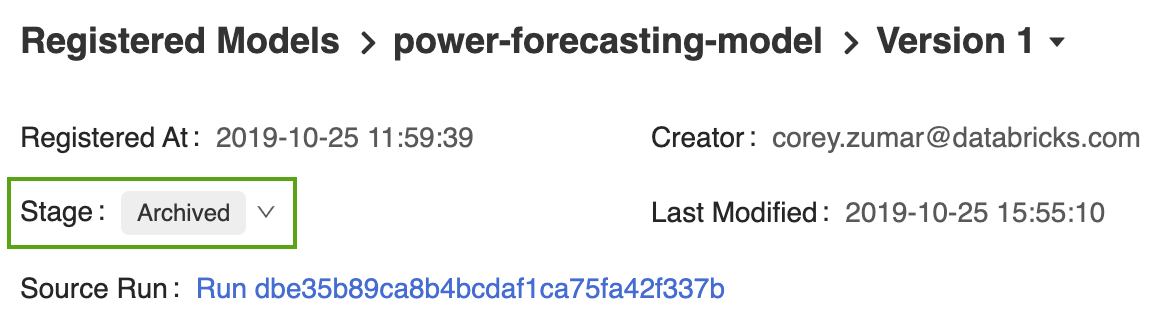 Registered Models > power-forecasting-model > Version 1
Registered At: 2019-10-25 11:59:39 Creator: corey.zumar@databricks.com
Stage: Archived Last Modified: 2019-10-25 15:55:10
Source Run: Run dbe35b89ca8b4bcdaf1ca75fa42f337b